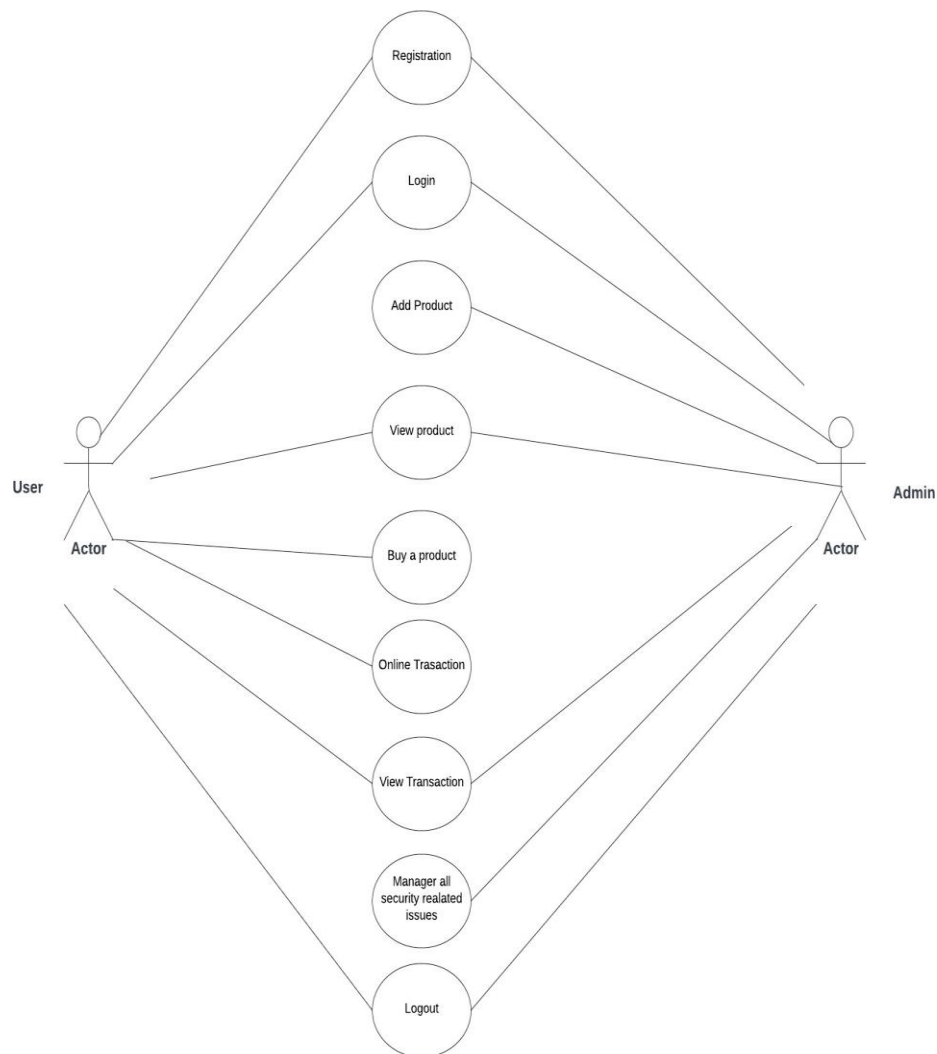 Registration
Login
Add Product
View product
User
Admin
Actor
Actor
Buy a product
Online Trasaction
View Transaction
Manager all
security realated
issues
Logout